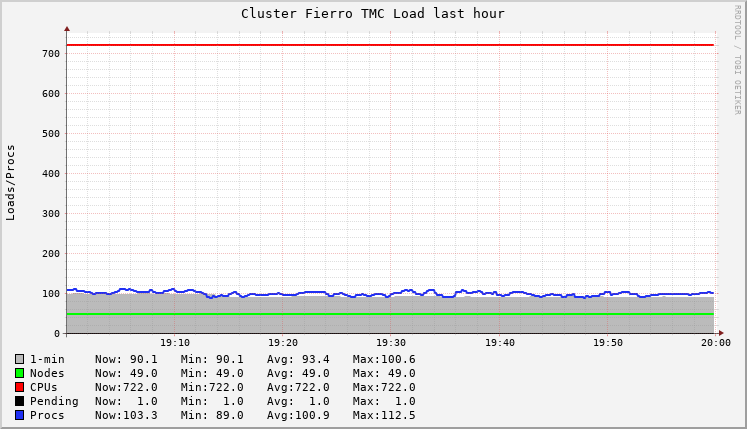 Cluster Fierro TMC Load last hour
RRDTOOL / TOBI OETIKER
Loads/Procs
700
600
500
400
300
200
100
0
19:10 19:20 19:30 19:40 19:50 20:00
1-min Now: 90.1 Min: 90.1 Avg: 93.4 Max:100.6
Nodes Now: 49.0 Min: 49.0 Avg: 49.0 Max: 49.0
CPUs Now:722.0 Min:722.0 Avg:722.0 Max:722.0
Pending Now: 1.0 Min: 1.0 Avg: 1.0 Max: 1.0
Procs Now:103.3 Min: 89.0 Avg:100.9 Max:112.5